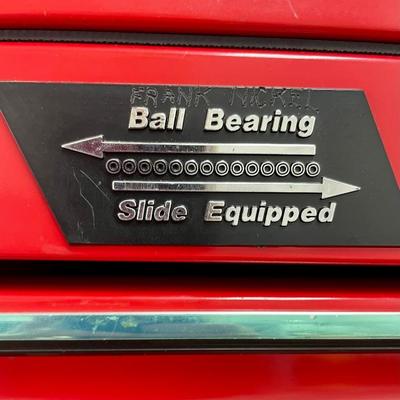 FRANK NICKEL
Ball Bearing
Slide Equipped